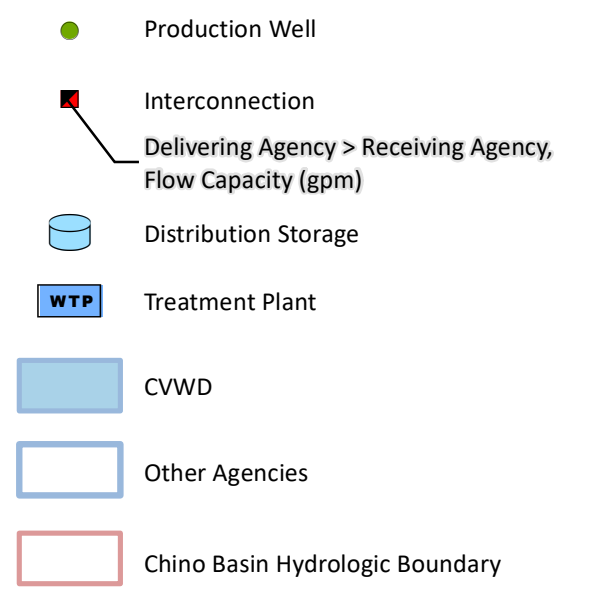 Production Well
Interconnection
Delivering Agency > Receiving Agency,
Flow Capacity (gpm)
Distribution Storage
WTP Treatment Plant
CVWD
Other Agencies
Chino Basin Hydrologic Boundary